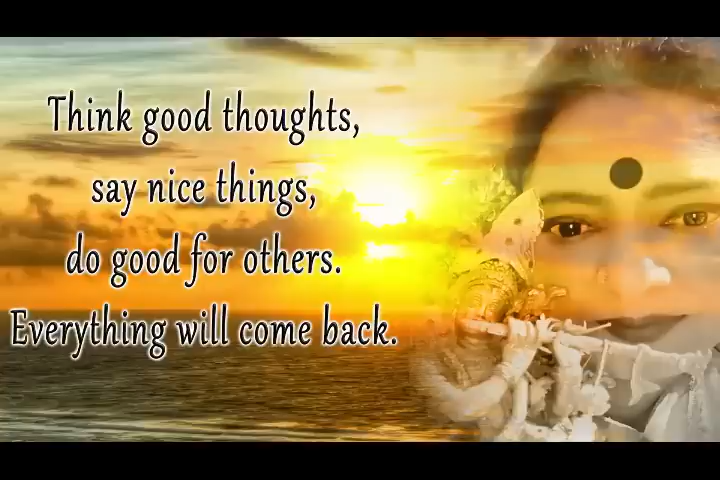 Think good thoughts,
say nice things,
do good for others.
Everything will come back.